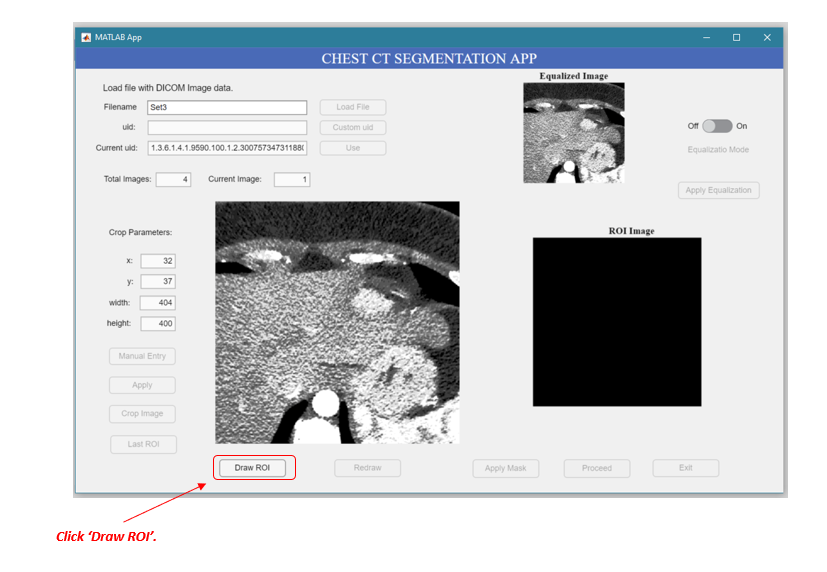 MATLAB App
CHEST CT SEGMENTATION APP
Equalized Image
Load file with DICOM Image data.
Filename Set3 Load File
uid: Custom uid
Off On
Current uid: 1.3.6.1.4.1.9590.100.1.2.30075734731188( Use
Equalizatio Mode
Total Images: 4 Current Image: 1
Apply Equalization
Crop Parameters:
ROI Image
x: 32
y: 37
width: 404
height: 400
Manual Entry
Apply
Crop Image
Last ROI
Draw ROI Redraw Apply Mask Proceed Exit
Click ‘Draw ROI’.